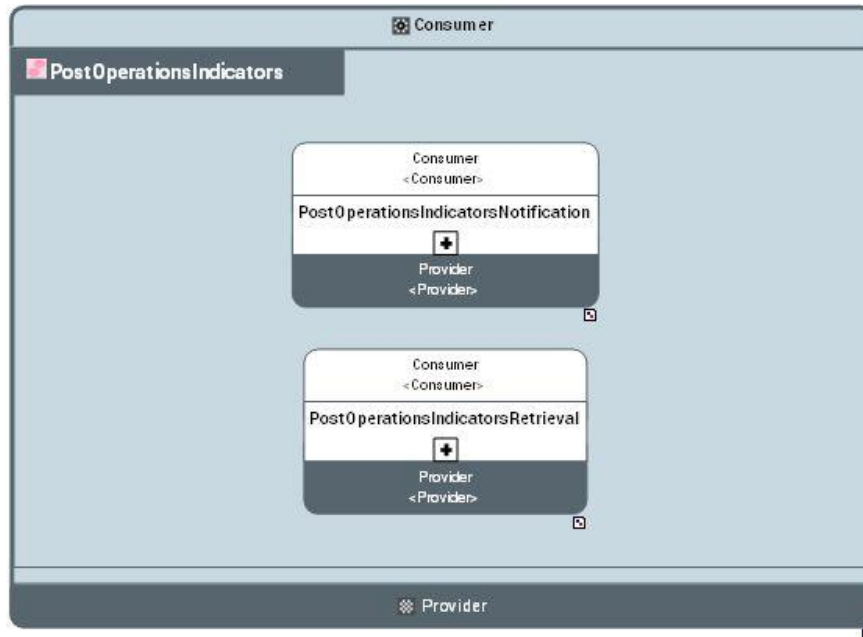 Consumer
PostOperationsIndicators
Consumer
<Consumer>
PostOperationsIndicatorsNotification
Provider
<Provider>
Consumer
<Consumer>
PostOperationsIndicatorsRetrieval
Provider
<Provider>
Provider